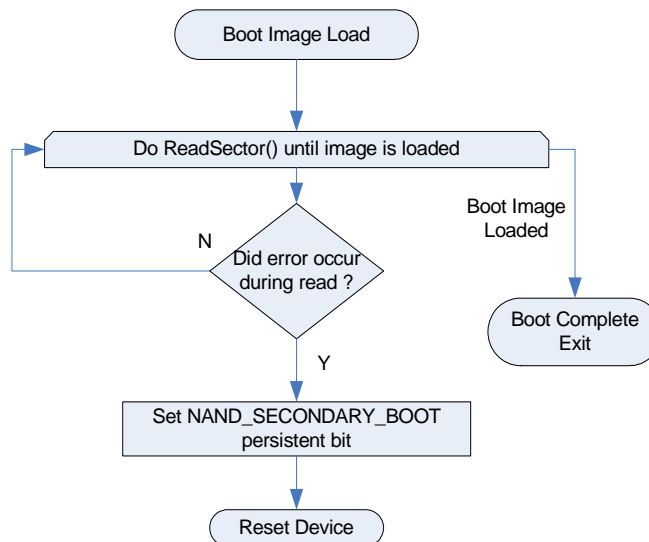 Boot Image Load
Do ReadSector() until image is loaded
Boot Image
Loaded
N
Did error occur
during read ?
Boot Complete
Exit
Y
Set NAND_SECONDARY_BOOT
persistent bit
Reset Device